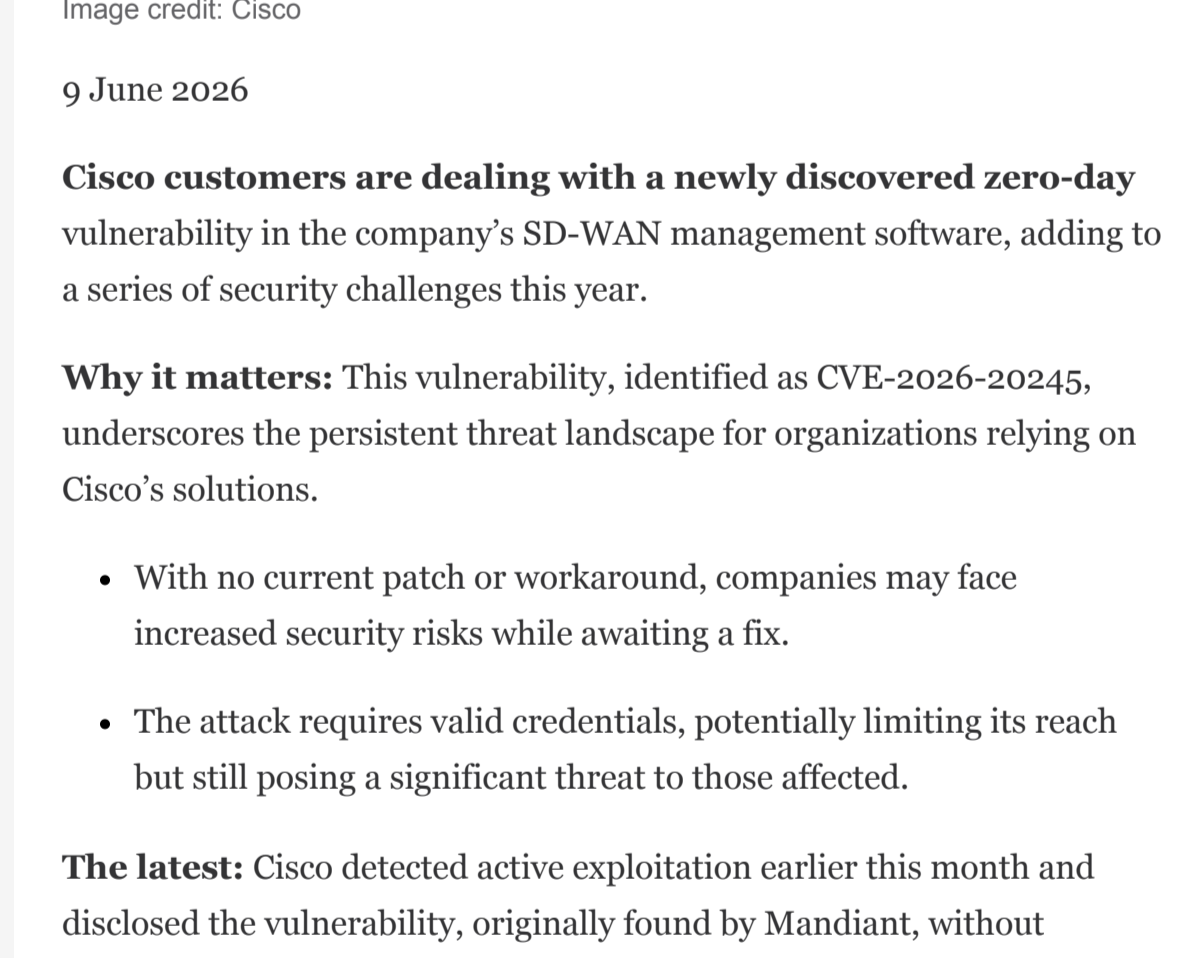 Image credit: Cisco
9 June 2026
Cisco customers are dealing with a newly discovered zero-day
vulnerability in the company’s SD-WAN management software, adding to
a series of security challenges this year.
Why it matters: This vulnerability, identified as CVE-2026-20245,
underscores the persistent threat landscape for organizations relying on
Cisco’s solutions.
• With no current patch or workaround, companies may face
increased security risks while awaiting a fix.
• The attack requires valid credentials, potentially limiting its reach
but still posing a significant threat to those affected.
The latest: Cisco detected active exploitation earlier this month and
disclosed the vulnerability, originally found by Mandiant, without